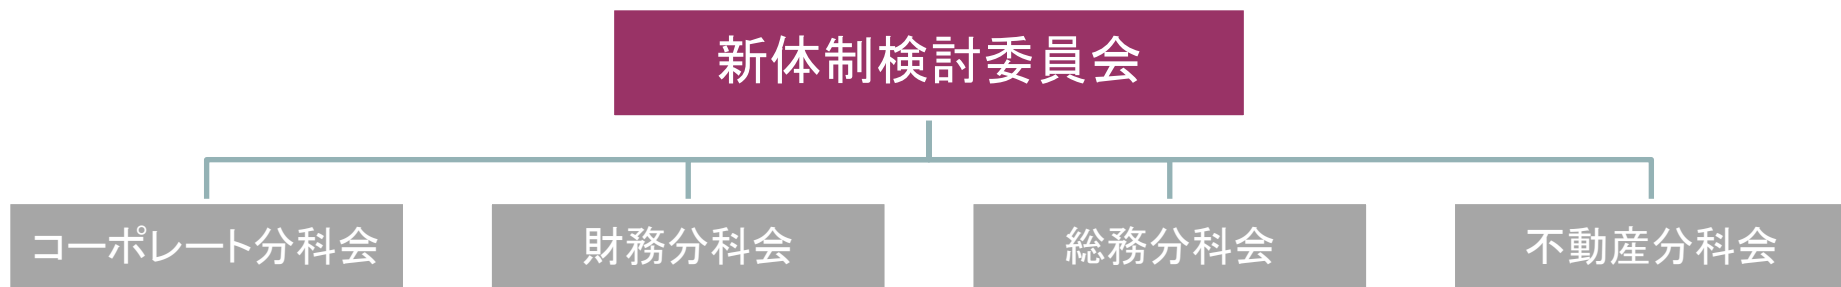 新体制検討委員会
コーポレート分科会
財務分科会
総務分科会
不動産分科会